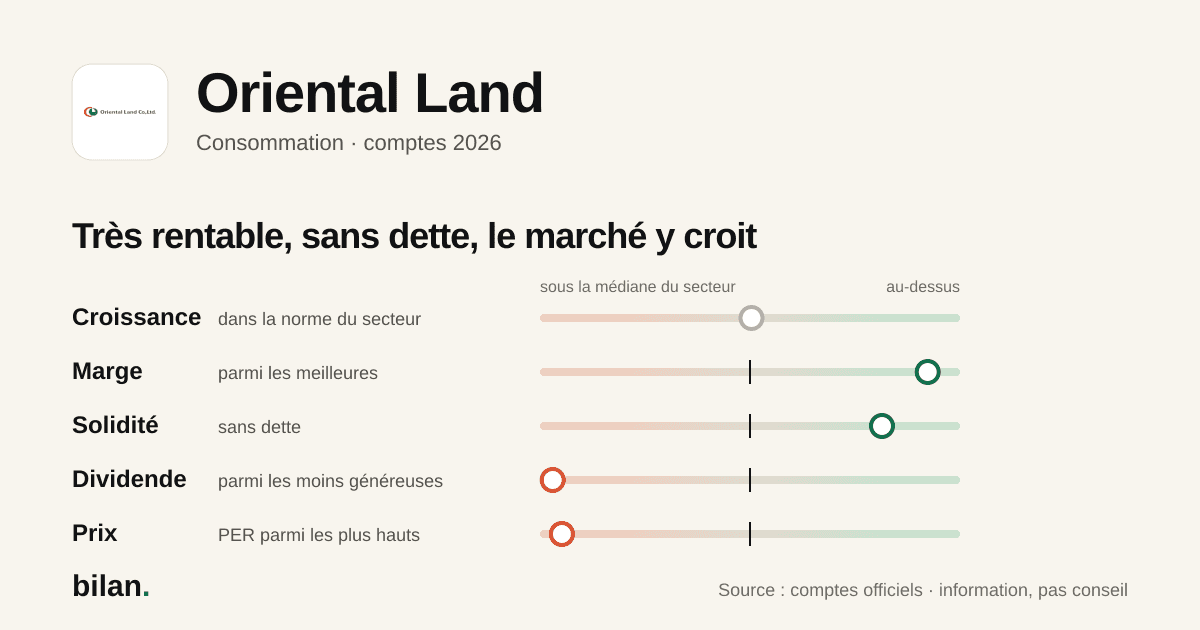 Oriental Land Co.,Ltd.
Oriental Land
Consommation · comptes 2026
Très rentable, sans dette, le marché y croit
sous la médiane du secteur au-dessus
Croissance dans la norme du secteur
Marge parmi les meilleures
Solidité sans dette
Dividende parmi les moins généreuses
Prix PER parmi les plus hauts
bilan.
Source : comptes officiels · information, pas conseil